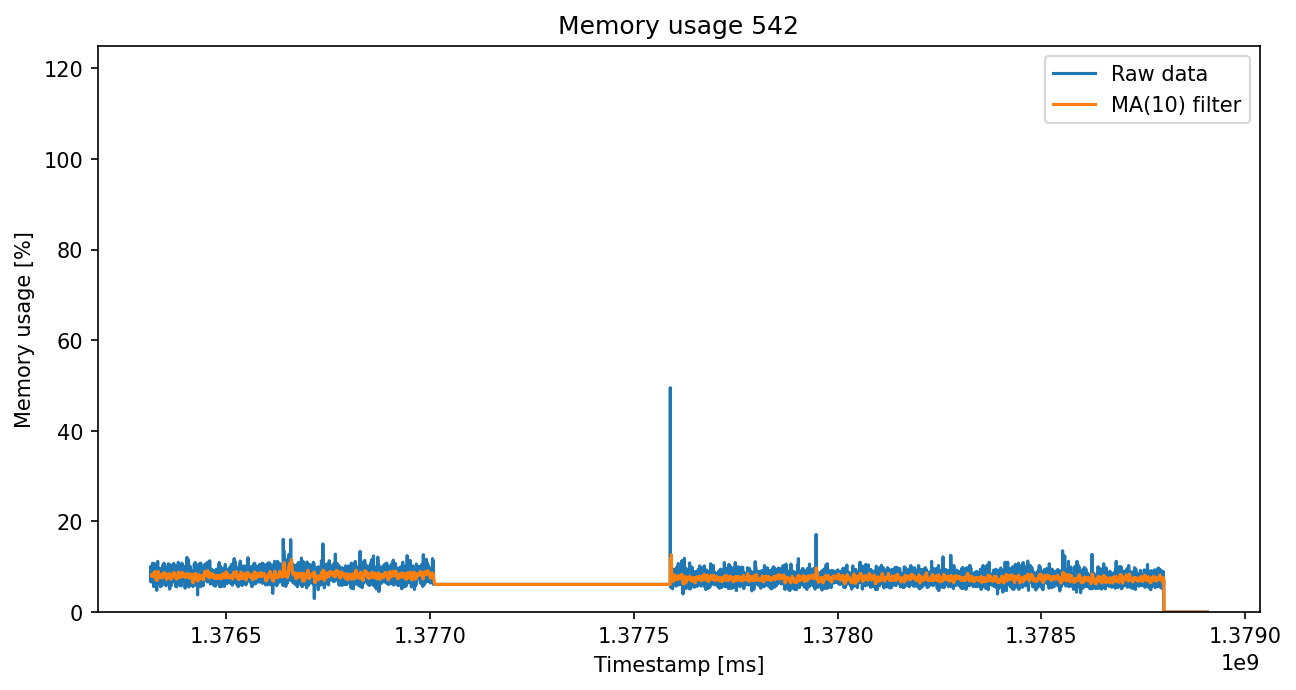 Memory usage 542
Raw data
MA(10) filter
Memory usage [%]
120
100
80
60
40
20
0
1.3765 1.3770 1.3775 1.3780 1.3785 1.3790
1e9
Timestamp [ms]